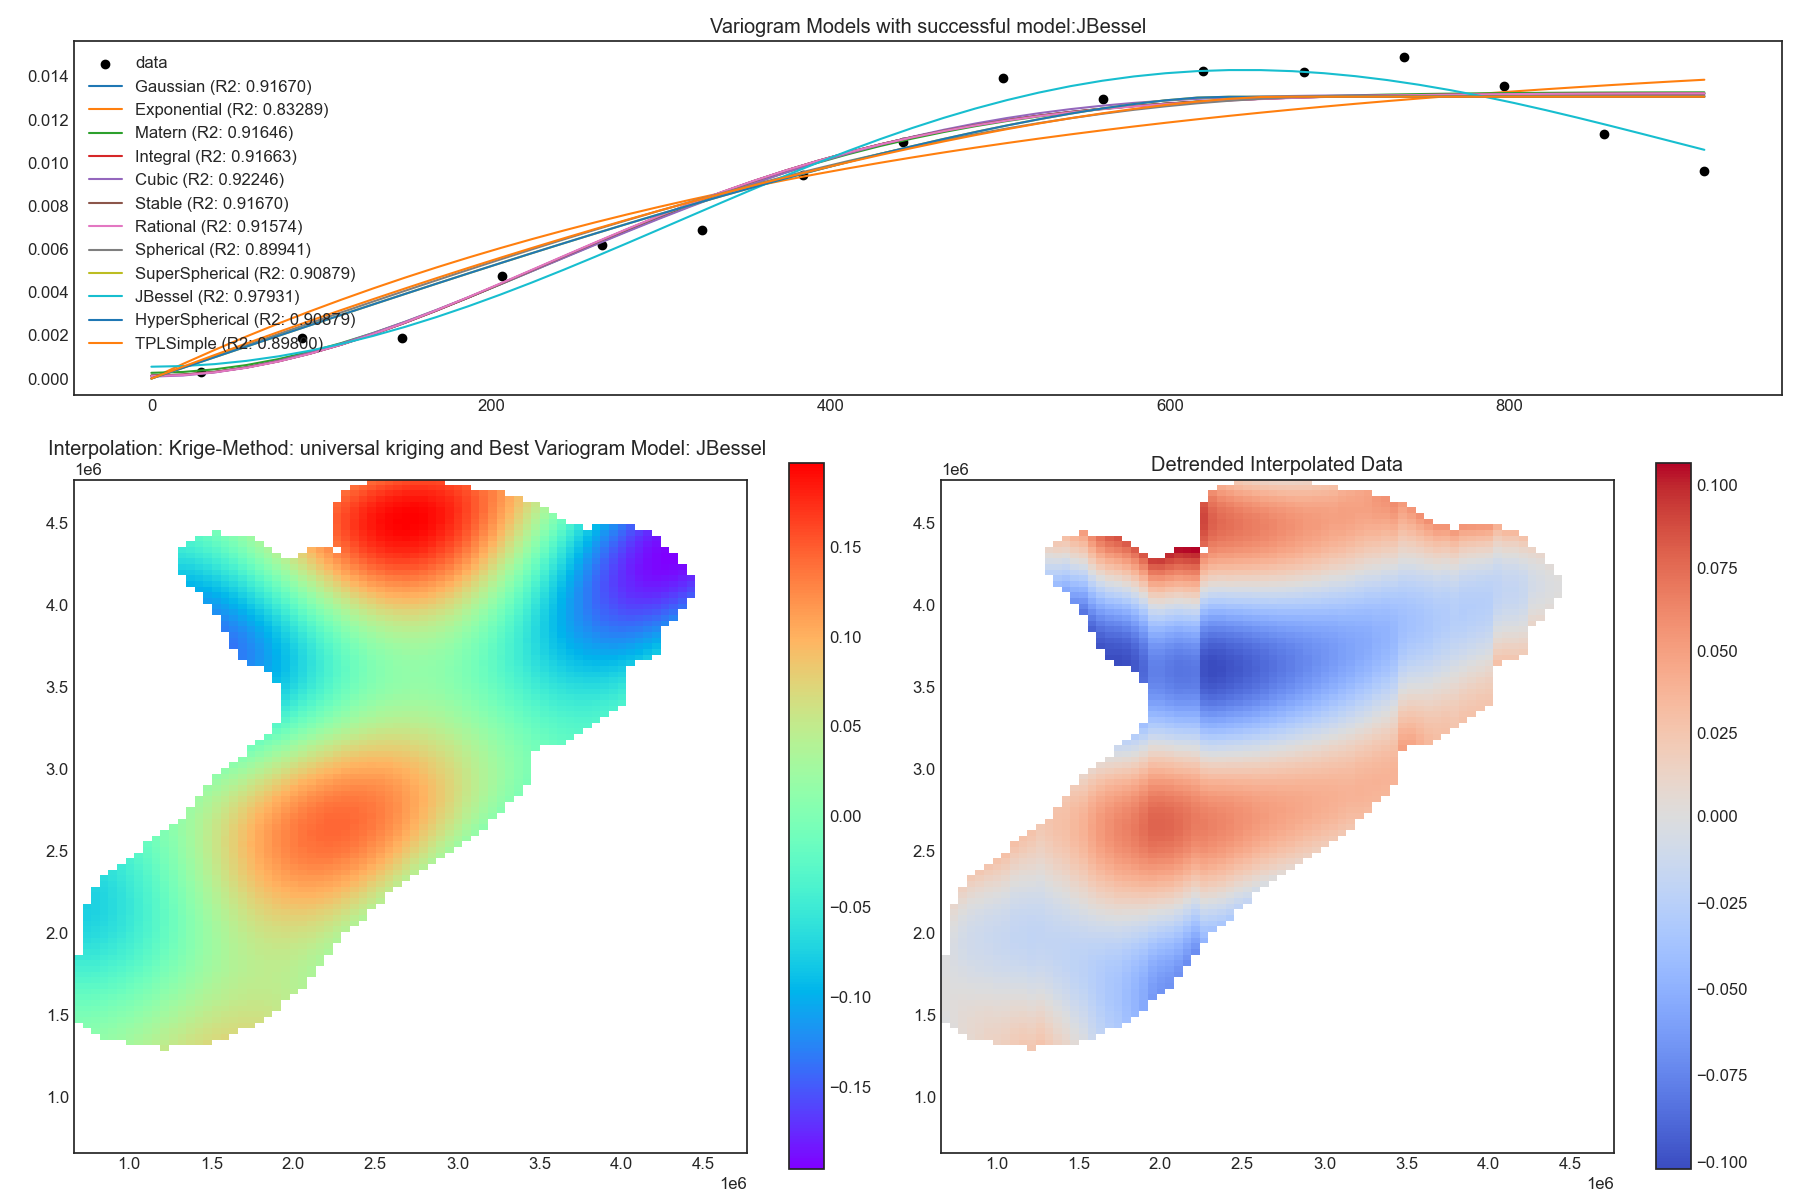 Variogram Models with successful model:JBessel
data
Gaussian (R2: 0.91670)
Exponential (R2: 0.83289)
Matern (R2: 0.91646)
Integral (R2: 0.91663)
Cubic (R2: 0.92246)
Stable (R2: 0.91670)
Rational (R2: 0.91574)
Spherical (R2: 0.89941)
SuperSpherical (R2: 0.90879)
JBessel (R2: 0.97931)
HyperSpherical (R2: 0.90879)
TPLSimple (R2: 0.89800)
0.014
0.012
0.010
0.008
0.006
0.004
0.002
0.000
0 200 400 600 800
Interpolation: Krige-Method: universal kriging and Best Variogram Model: JBessel
1e6
4.5
4.0
3.5
3.0
2.5
2.0
1.5
1.0
1.0 1.5 2.0 2.5 3.0 3.5 4.0 4.5
1e6
0.15
0.10
0.05
0.00
−0.05
−0.10
−0.15
Detrended Interpolated Data
1e6
4.5
4.0
3.5
3.0
2.5
2.0
1.5
1.0
1.0 1.5 2.0 2.5 3.0 3.5 4.0 4.5
1e6
0.100
0.075
0.050
0.025
0.000
−0.025
−0.050
−0.075
−0.100